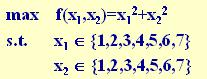 max f(x₁,x₂)=x₁²+x₂²
s.t. x₁ ∈ {1,2,3,4,5,6,7}
x₂ ∈ {1,2,3,4,5,6,7}